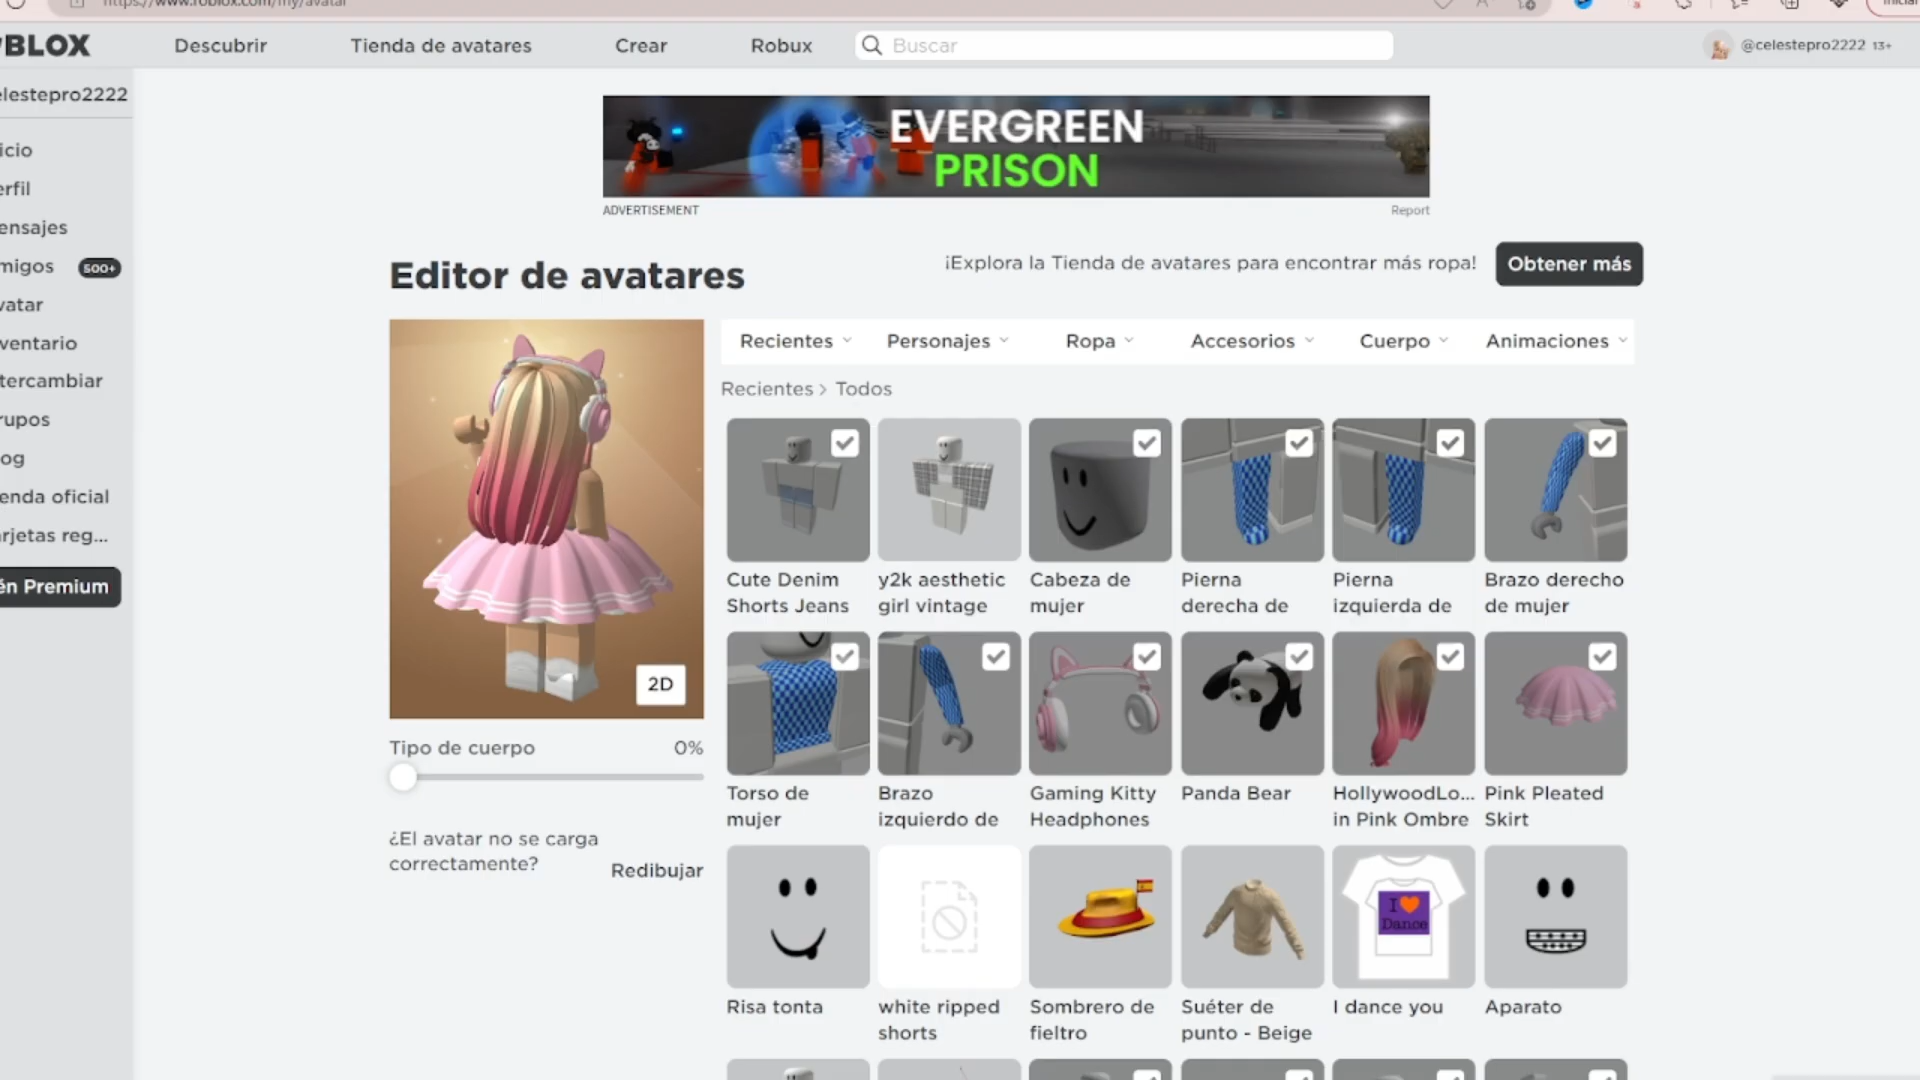 BLOX
Descubrir
Tienda de avatares
Crear
Robux
Buscar
@celestepro2222 13+
elestepro2222
icio
erfil
ensajes
migos
500+
vatar
ventario
tercambiar
rupos
og
enda oficial
arjetas reg...
én Premium
EVERGREEN
PRISON
ADVERTISEMENT
Report
Editor de avatares
¡Explora la Tienda de avatares para encontrar más ropa!
Obtener más
2D
Tipo de cuerpo
0%
¿El avatar no se carga
correctamente?
Redibujar
Recientes
Personajes
Ropa
Accesorios
Cuerpo
Animaciones
Recientes > Todos
Cute Denim
Shorts Jeans
y2k aesthetic
girl vintage
Cabeza de
mujer
Pierna
derecha de
Pierna
izquierda de
Brazo derecho
de mujer
Torso de
mujer
Brazo
izquierdo de
Gaming Kitty
Headphones
Panda Bear
HollywoodLo...
in Pink Ombre
Pink Pleated
Skirt
I
Dance
Risa tonta
white ripped
shorts
Sombrero de
fieltro
Suéter de
punto - Beige
I dance you
Aparato